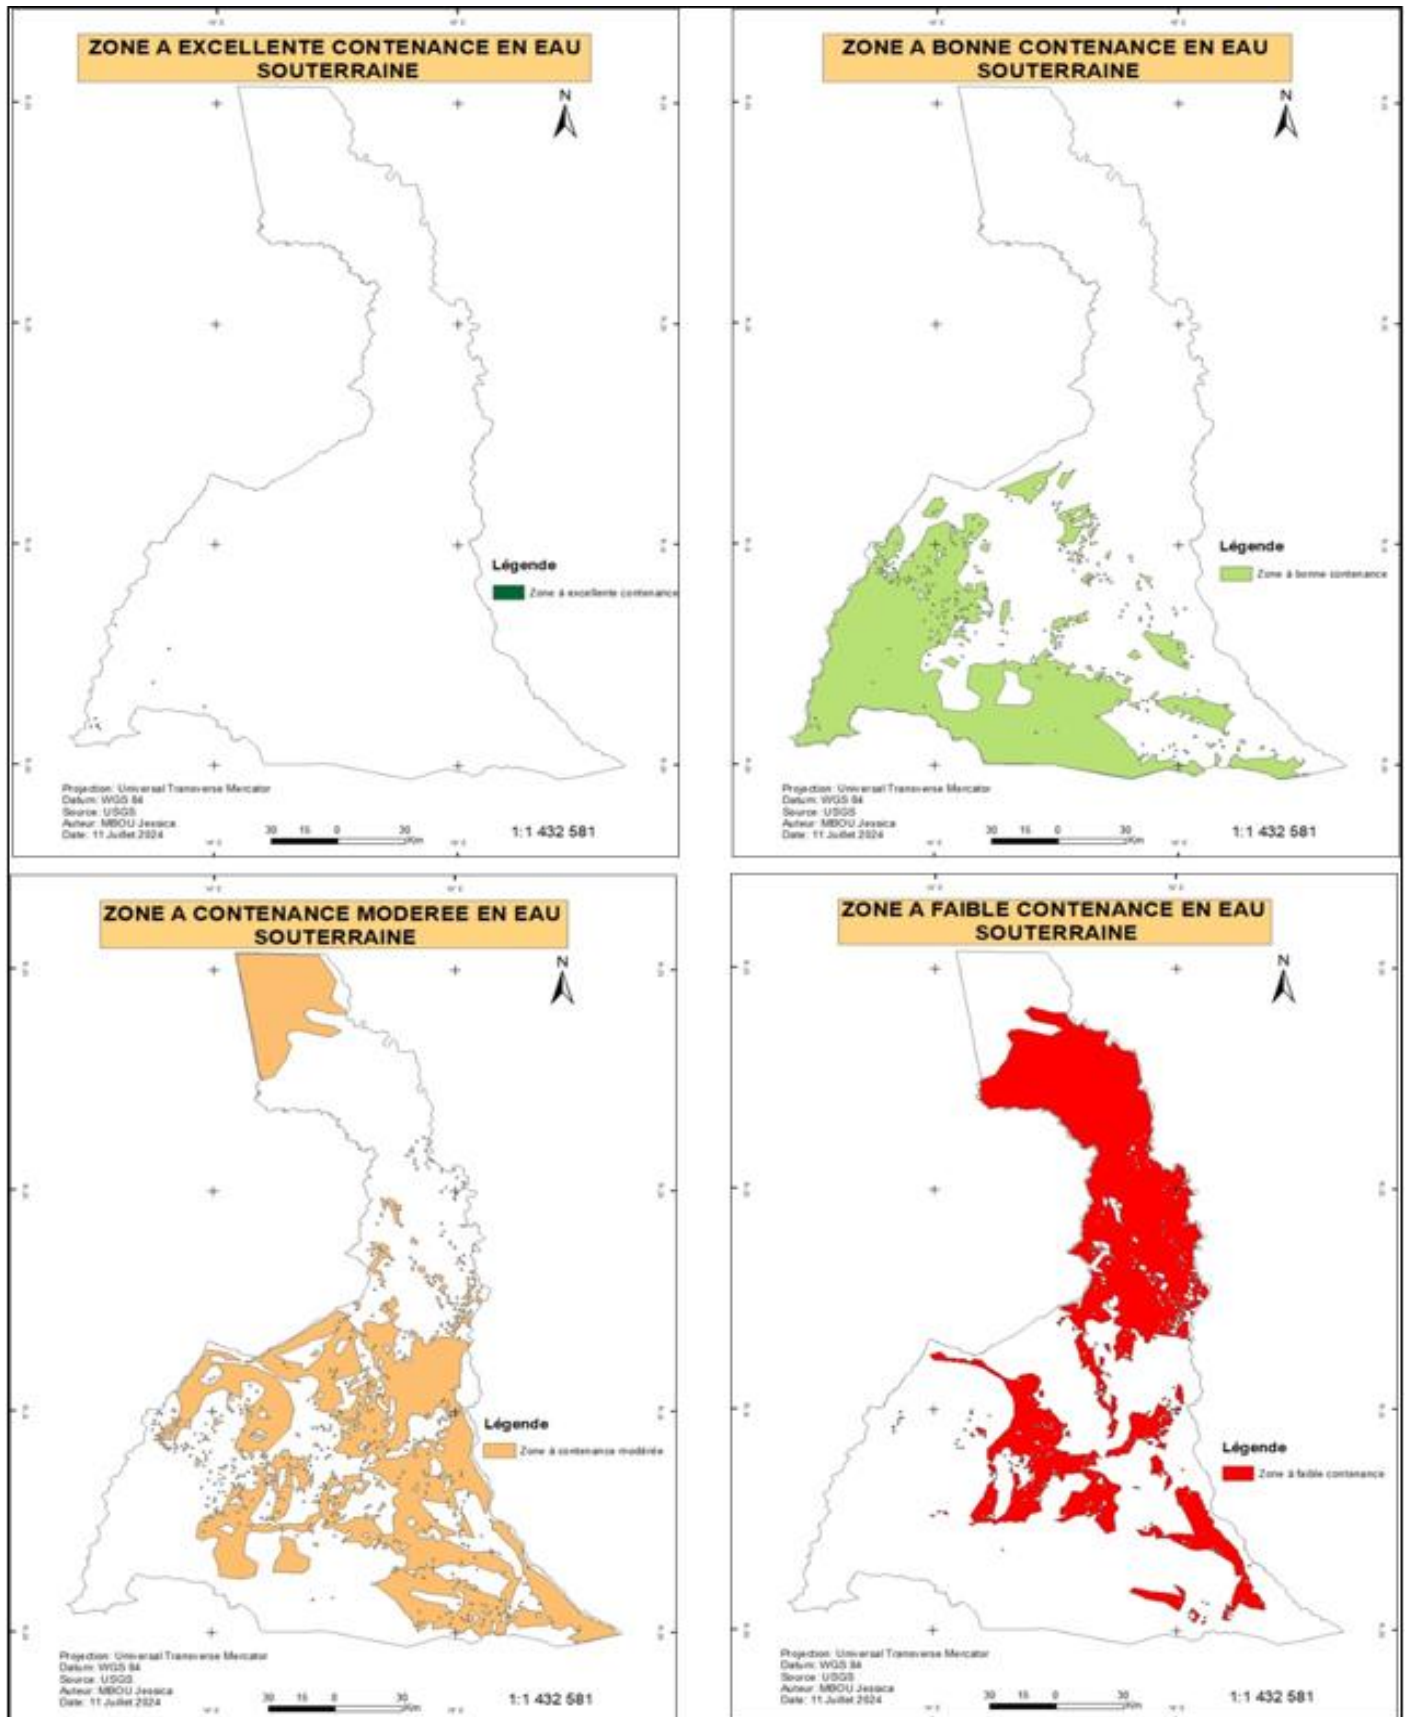 ZONE A EXCELLENTE CONTENANCE EN EAU
SOUTERRAINE
N
Légende
Zone à excellente contenance
Projection: Universal Transverse Mercator
Datum: WGS 84
Source: USGS
Auteur: MBOU Jessica
Date: 11 Juillet 2024
30 15 0 30
Km
1:1 432 581
ZONE A BONNE CONTENANCE EN EAU
SOUTERRAINE
N
Légende
Zone à bonne contenance
Projection: Universal Transverse Mercator
Datum: WGS 84
Source: USGS
Auteur: MBOU Jessica
Date: 11 Juillet 2024
30 15 0 30
Km
1:1 432 581
ZONE A CONTENANCE MODEREE EN EAU
SOUTERRAINE
N
Légende
Zone à contenance modérée
Projection: Universal Transverse Mercator
Datum: WGS 84
Source: USGS
Auteur: MBOU Jessica
Date: 11 Juillet 2024
30 15 0 30
Km
1:1 432 581
ZONE A FAIBLE CONTENANCE EN EAU
SOUTERRAINE
N
Légende
Zone à faible contenance
Projection: Universal Transverse Mercator
Datum: WGS 84
Source: USGS
Auteur: MBOU Jessica
Date: 11 Juillet 2024
30 15 0 30
Km
1:1 432 581